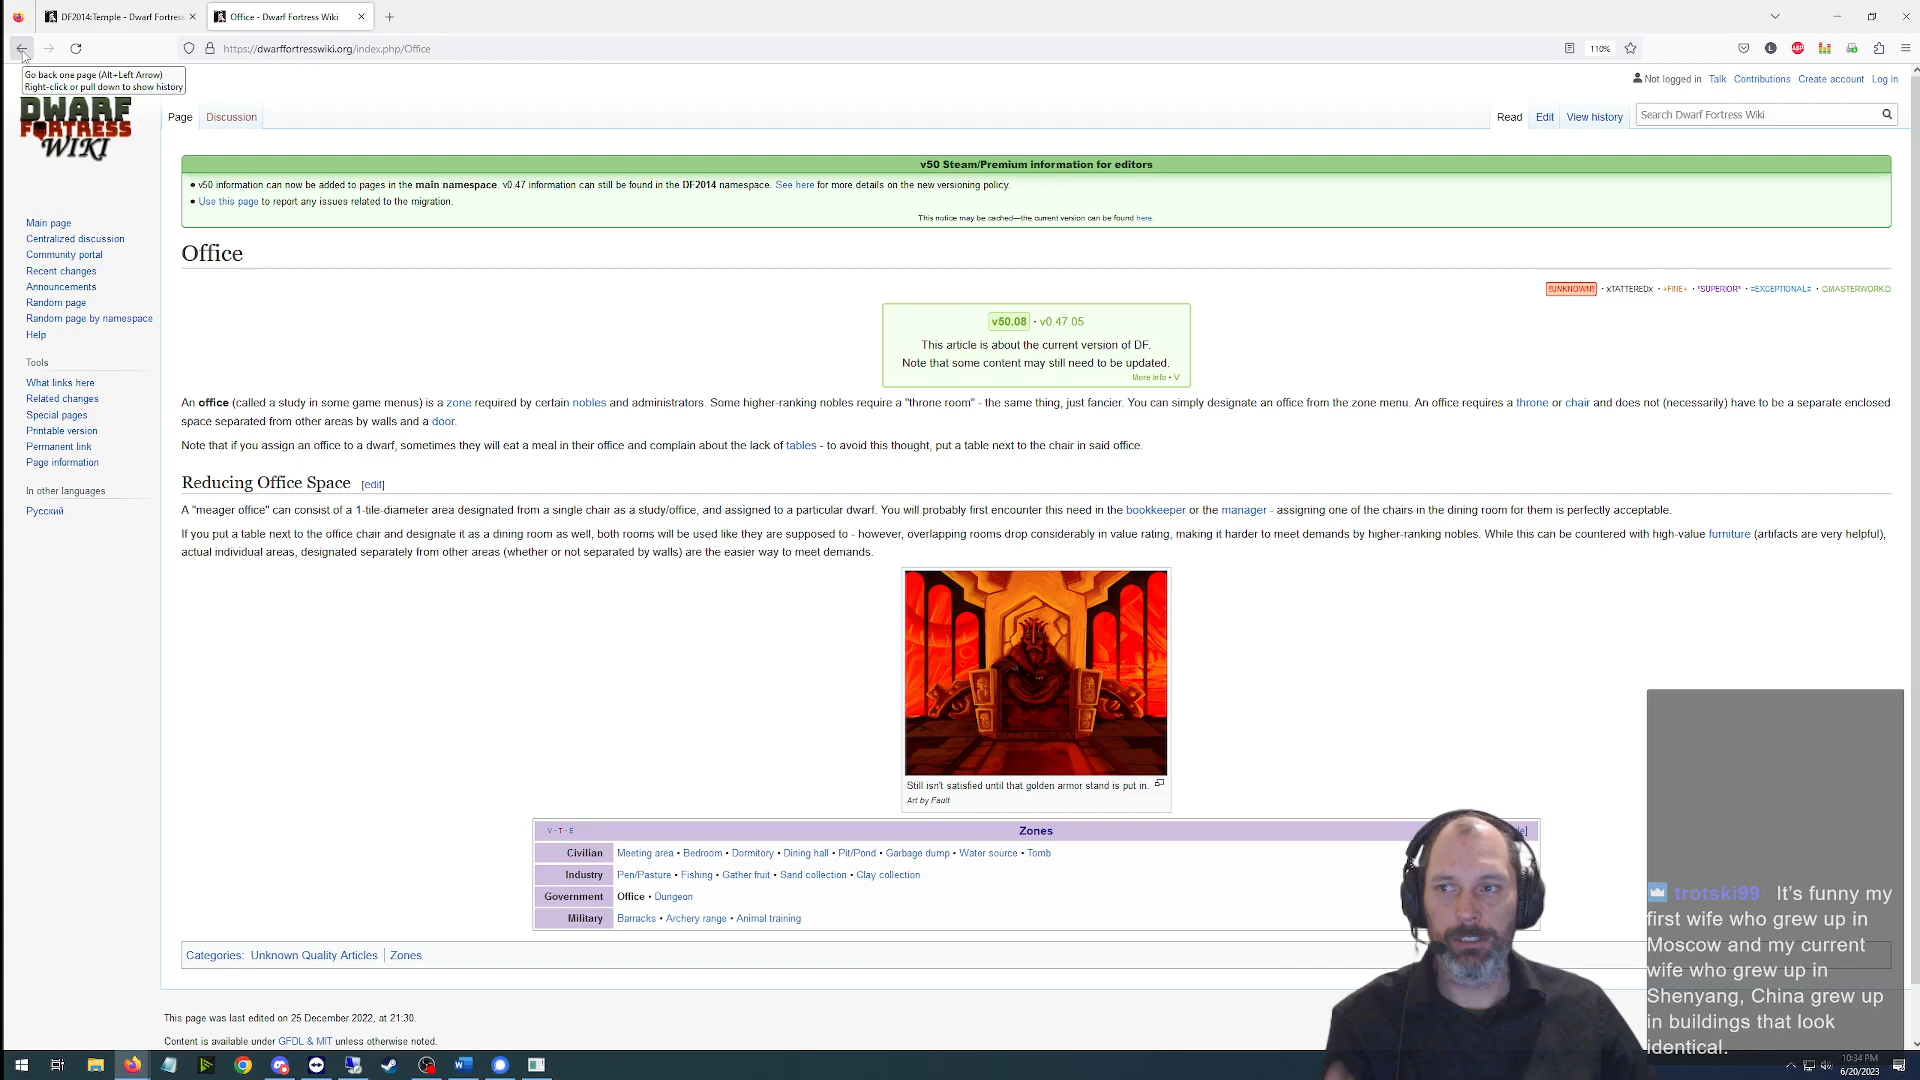 DF2014:Temple - Dwarf Fortress
Office - Dwarf Fortress Wiki
https://dwarffortresswiki.org/index.php/Office
110%
Go back one page (Alt+Left Arrow)
Right-click or pull down to show history
Not logged in Talk Contributions Create account Log in
DWARF
FORTRESS
WIKI
Page Discussion
Read Edit View history
Search Dwarf Fortress Wiki
v50 Steam/Premium information for editors
• v50 information can now be added to pages in the main namespace. v0.47 information can still be found in the DF2014 namespace. See here for more details on the new versioning policy.
• Use this page to report any issues related to the migration.
This notice may be cached—the current version can be found here.
Main page
Centralized discussion
Community portal
Recent changes
Announcements
Random page
Random page by namespace
Help
Tools
What links here
Related changes
Special pages
Printable version
Permanent link
Page information
In other languages
Русский
Office
!!UNKNOWN!! · xTATTEREDx · +FINE+ · *SUPERIOR* · ≡EXCEPTIONAL≡ · ☼MASTERWORK☼
v50.08 · v0.47.05
This article is about the current version of DF.
Note that some content may still need to be updated.
More Info · V
An office (called a study in some game menus) is a zone required by certain nobles and administrators. Some higher-ranking nobles require a "throne room" - the same thing, just fancier. You can simply designate an office from the zone menu. An office requires a throne or chair and does not (necessarily) have to be a separate enclosed
space separated from other areas by walls and a door.
Note that if you assign an office to a dwarf, sometimes they will eat a meal in their office and complain about the lack of tables - to avoid this thought, put a table next to the chair in said office.
Reducing Office Space [edit]
A "meager office" can consist of a 1-tile-diameter area designated from a single chair as a study/office, and assigned to a particular dwarf. You will probably first encounter this need in the bookkeeper or the manager - assigning one of the chairs in the dining room for them is perfectly acceptable.
If you put a table next to the office chair and designate it as a dining room as well, both rooms will be used like they are supposed to - however, overlapping rooms drop considerably in value rating, making it harder to meet demands by higher-ranking nobles. While this can be countered with high-value furniture (artifacts are very helpful),
actual individual areas, designated separately from other areas (whether or not separated by walls) are the easier way to meet demands.
Still isn't satisfied until that golden armor stand is put in.
Art by Fault
V · T · E Zones
Civilian Meeting area • Bedroom • Dormitory • Dining hall • Pit/Pond • Garbage dump • Water source • Tomb
Industry Pen/Pasture • Fishing • Gather fruit • Sand collection • Clay collection
Government Office • Dungeon
Military Barracks • Archery range • Animal training
Categories: Unknown Quality Articles | Zones
This page was last edited on 25 December 2022, at 21:30.
Content is available under GFDL & MIT unless otherwise noted.
trotski99: It's funny my
first wife who grew up in
Moscow and my current
wife who grew up in
Shenyang, China grew up
in buildings that look
identical.
10:34 PM
6/20/2023